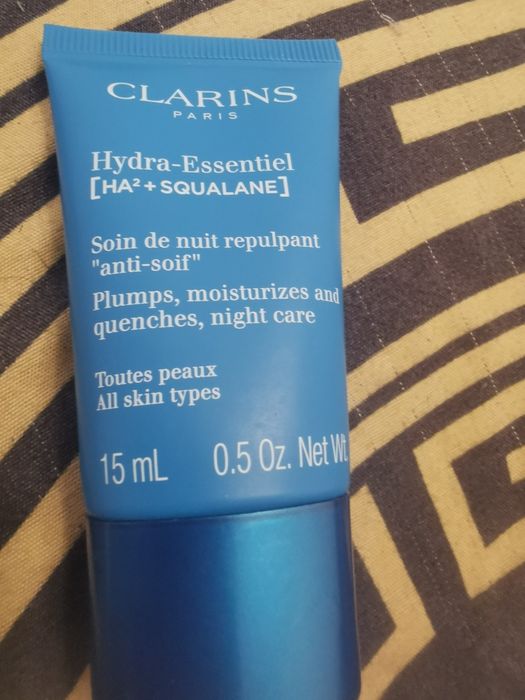 CLARINS
PARIS
Hydra-Essentiel
[HA² + SQUALANE]
Soin de nuit repulpant
"anti-soif"
Plumps, moisturizes and
quenches, night care
Toutes peaux
All skin types
15 mL 0.5 Oz. Net Wt